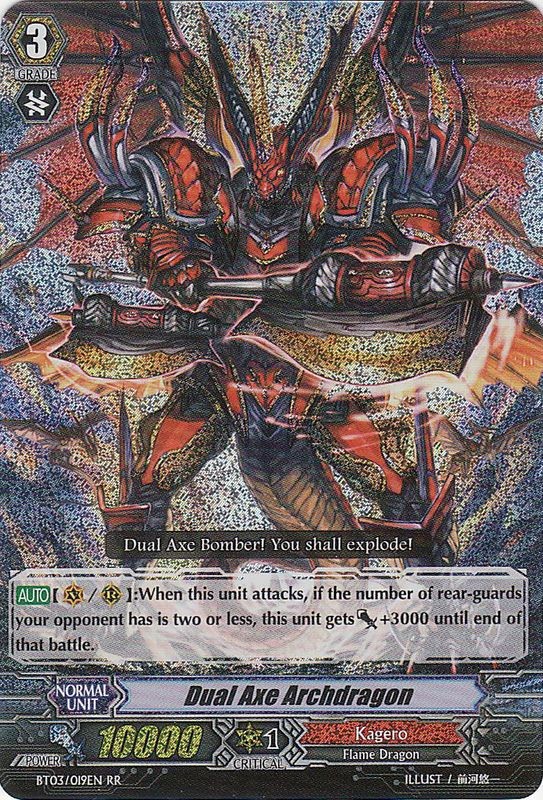 3
GRADE
Dual Axe Bomber! You shall explode!
AUTO [ / ]:When this unit attacks, if the number of rear-guards
your opponent has is two or less, this unit gets +3000 until end of
that battle.
NORMAL
UNIT
Dual Axe Archdragon
POWER
10000
1
CRITICAL
Kagero
Flame Dragon
BT03/019EN RR
ILLUST / 前河悠一